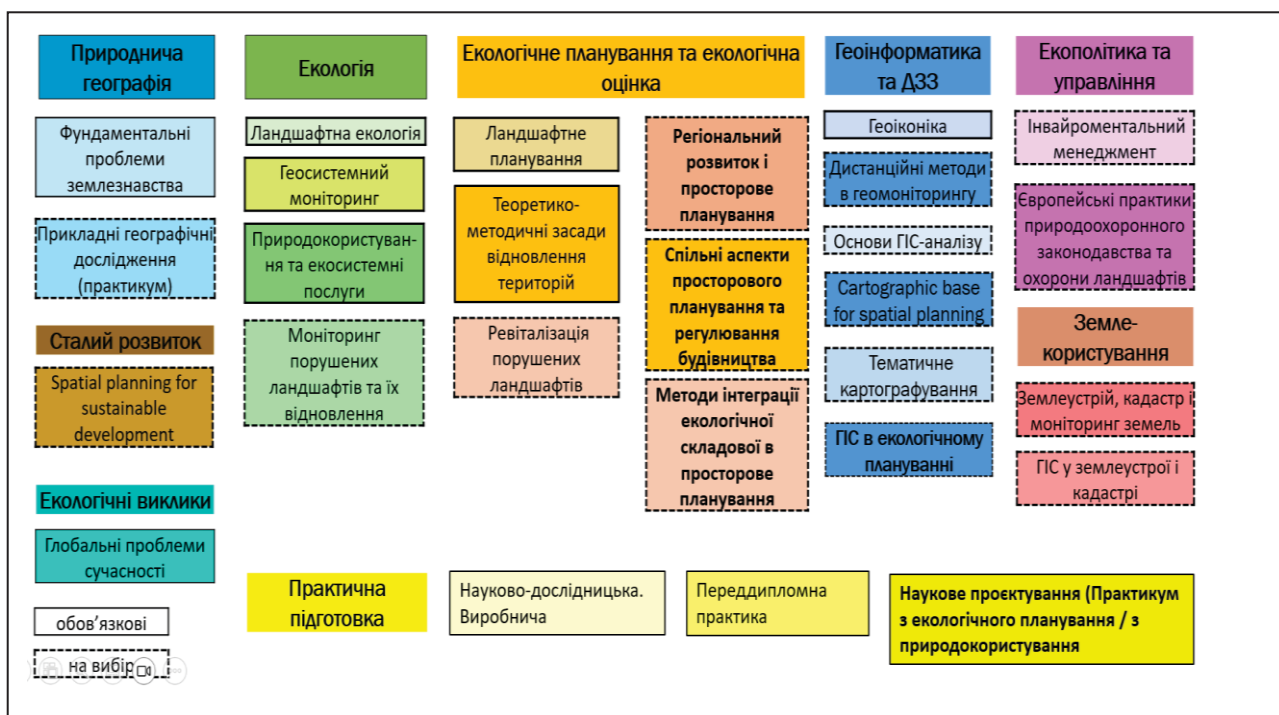 Природнича
географія
Фундаментальні
проблеми
землезнавства
Прикладні географічні
дослідження
(практикум)
Сталий розвиток
Spatial planning for
sustainable
development
Екологічні виклики
Глобальні проблеми
сучасності
обов’язкові
на вибір
Екологія
Ландшафтна екологія
Геосистемний
моніторинг
Природокористуван-
ня та екосистемні
послуги
Моніторинг
порушених
ландшафтів та їх
відновлення
Екологічне планування та екологічна
оцінка
Ландшафтне
планування
Теоретико-
методичні засади
відновлення
територій
Ревіталізація
порушених
ландшафтів
Регіональний
розвиток і
просторове
планування
Спільні аспекти
просторового
планування та
регулювання
будівництва
Методи інтеграції
екологічної
складової в
просторове
планування
Геоінформатика
та ДЗЗ
Геоіконіка
Дистанційні методи
в геомоніторингу
Основи ГІС-аналізу
Cartographic base
for spatial planning
Тематичне
картографування
ГІС в екологічному
плануванні
Екополітика та
управління
Інвайроментальний
менеджмент
Європейські практики
природоохоронного
законодавства та
охорони ландшафтів
Земле-
користування
Землеустрій, кадастр і
моніторинг земель
ГІС у землеустрої і
кадастрі
Практична
підготовка
Науково-дослідницька.
Виробнича
Переддипломна
практика
Наукове проєктування (Практикум
з екологічного планування / з
природокористування